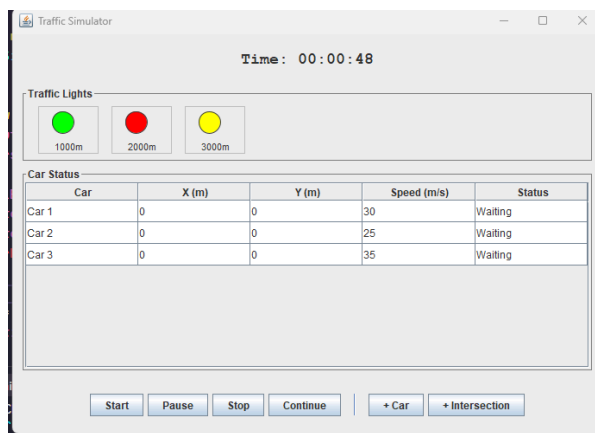 Traffic Simulator
Time: 00:00:48
Traffic Lights
1000m 2000m 3000m
Car Status
Car X (m) Y (m) Speed (m/s) Status
Car 1 0 0 30 Waiting
Car 2 0 0 25 Waiting
Car 3 0 0 35 Waiting
Start Pause Stop Continue + Car + Intersection